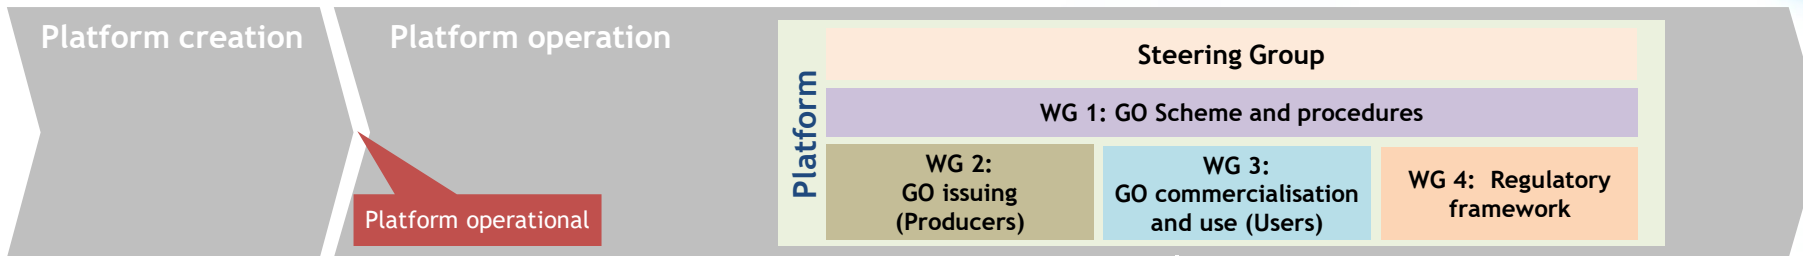 Platform creation
Platform operation
Platform operational
Platform
Steering Group
WG 1: GO Scheme and procedures
WG 2:
GO issuing
(Producers)
WG 3:
GO commercialisation
and use (Users)
WG 4: Regulatory
framework